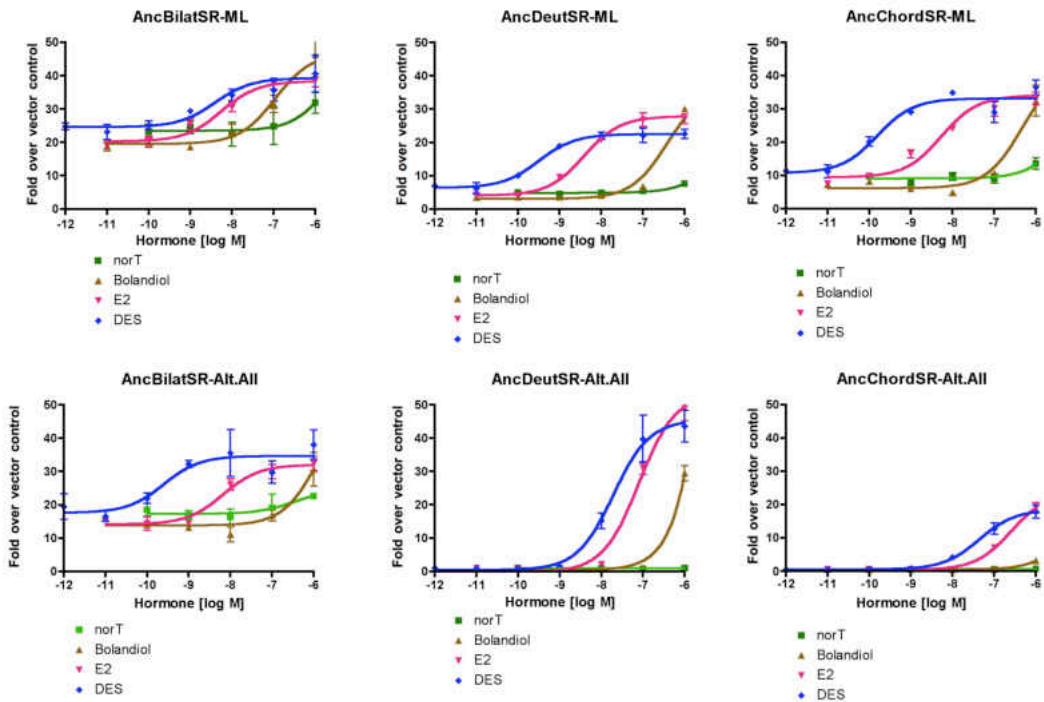 AncBilatSR-ML
Fold over vector control
50
40
30
20
10
0
-12 -11 -10 -9 -8 -7 -6
Hormone [log M]
norT
Bolandiol
E2
DES
AncDeutSR-ML
Fold over vector control
50
40
30
20
10
0
-12 -11 -10 -9 -8 -7 -6
Hormone [log M]
norT
Bolandiol
E2
DES
AncChordSR-ML
Fold over vector control
50
40
30
20
10
0
-12 -11 -10 -9 -8 -7 -6
Hormone [log M]
norT
Bolandiol
E2
DES
AncBilatSR-Alt.All
Fold over vector control
50
40
30
20
10
0
-12 -11 -10 -9 -8 -7 -6
Hormone [log M]
norT
Bolandiol
E2
DES
AncDeutSR-Alt.All
Fold over vector control
50
40
30
20
10
0
-12 -11 -10 -9 -8 -7 -6
Hormone [log M]
norT
Bolandiol
E2
DES
AncChordSR-Alt.All
Fold over vector control
50
40
30
20
10
0
-12 -11 -10 -9 -8 -7 -6
Hormone [log M]
norT
Bolandiol
E2
DES